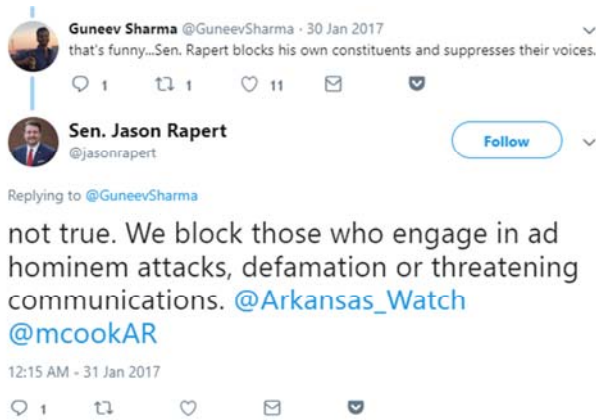 Guneev Sharma @GuneevSharma · 30 Jan 2017
that's funny...Sen. Rapert blocks his own constituents and suppresses their voices.
1 1 11
Sen. Jason Rapert
@jasonrapert
Follow
Replying to @GuneevSharma
not true. We block those who engage in ad
hominem attacks, defamation or threatening
communications. @Arkansas_Watch
@mcookAR
12:15 AM - 31 Jan 2017
1